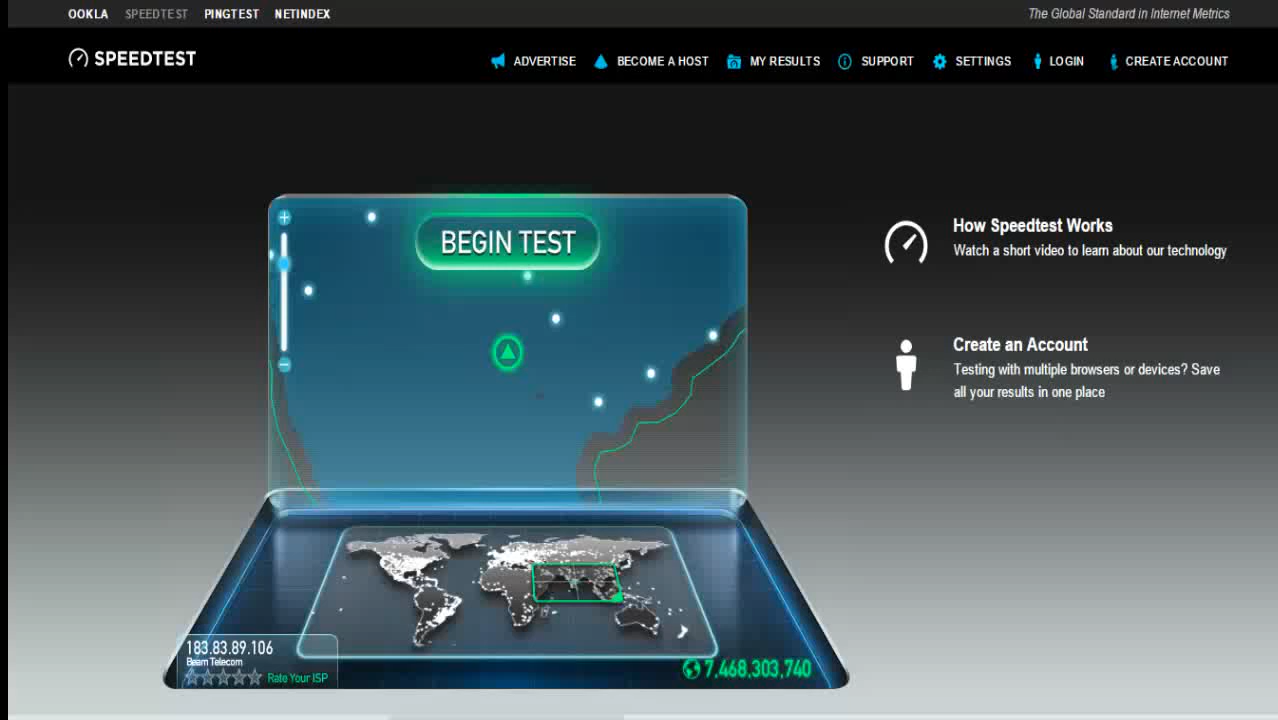 OOKLA SPEEDTEST PINGTEST NETINDEX The Global Standard in Internet Metrics
SPEEDTEST ADVERTISE BECOME A HOST MY RESULTS SUPPORT SETTINGS LOGIN CREATE ACCOUNT
BEGIN TEST
How Speedtest Works
Watch a short video to learn about our technology
Create an Account
Testing with multiple browsers or devices? Save
all your results in one place
183.83.89.106
Beam Telecom
Rate Your ISP
7,468,303,740